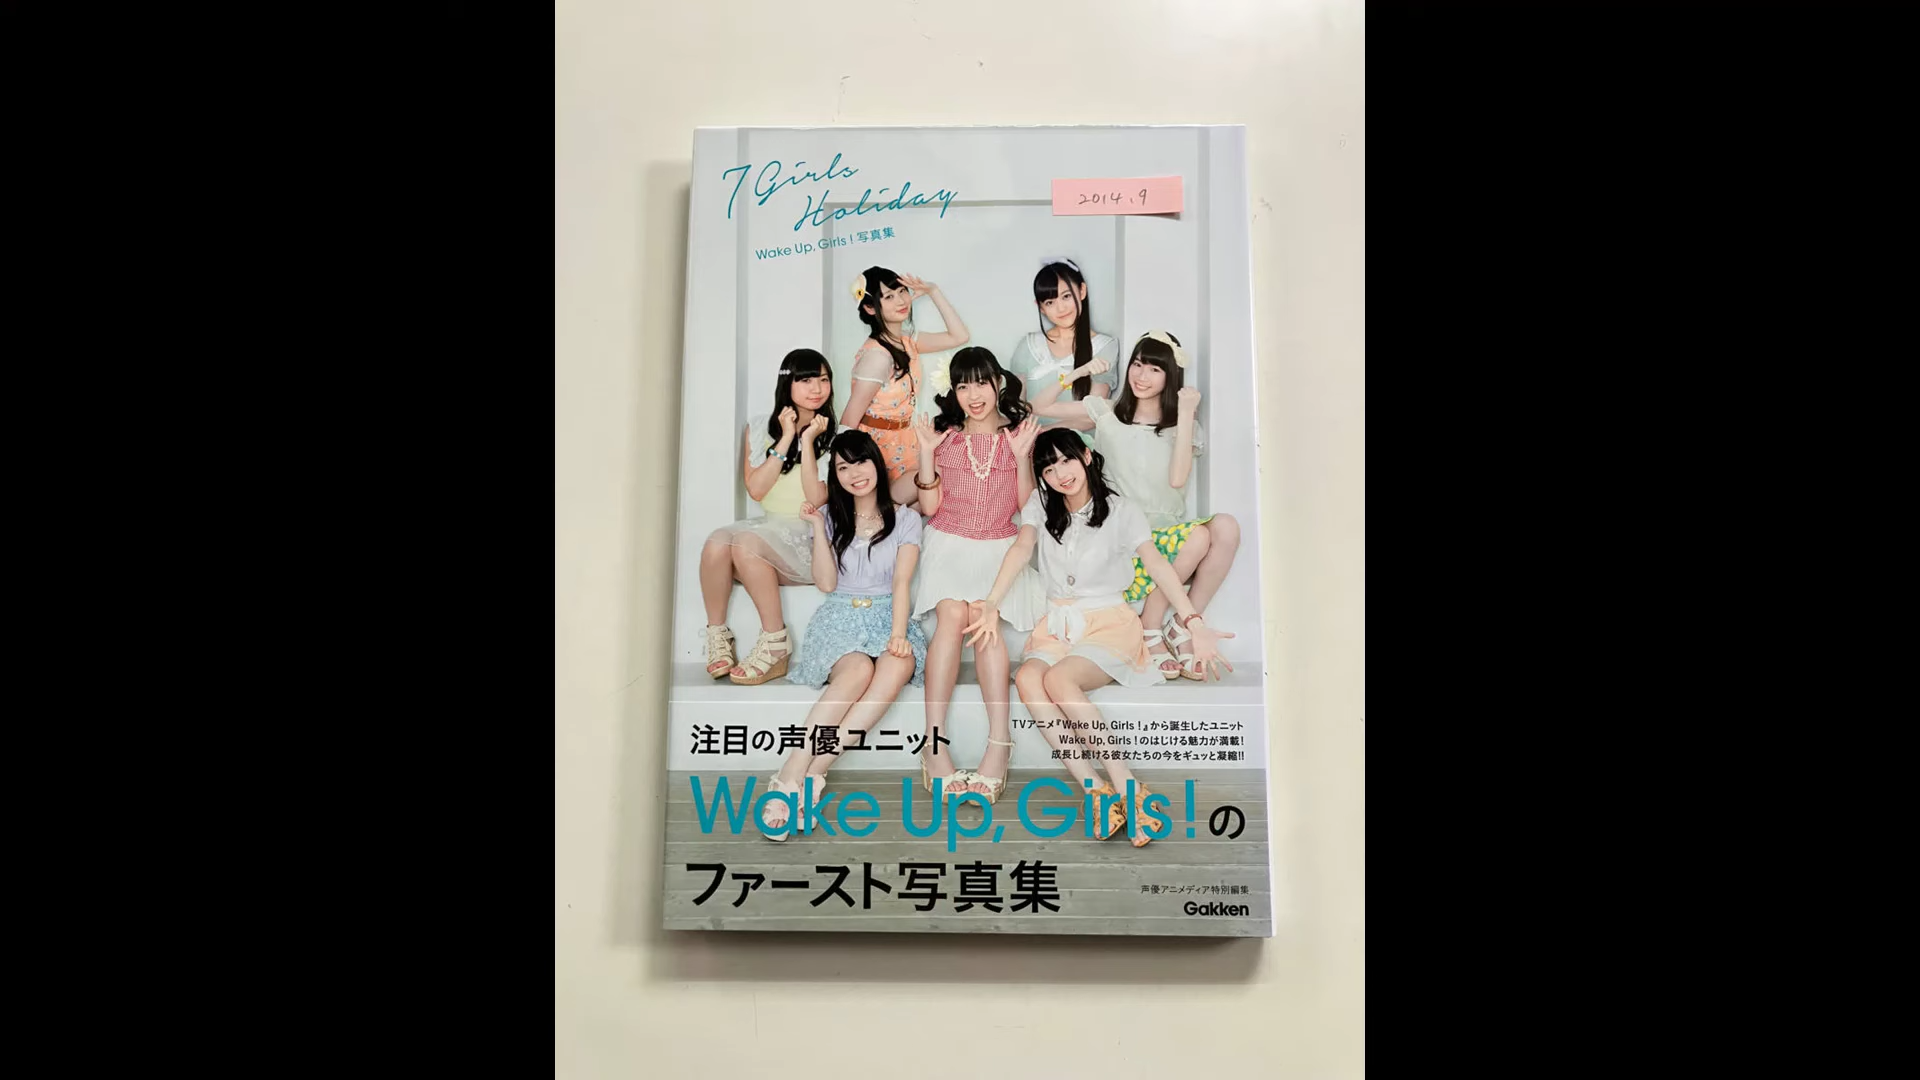 7 Girls
Holiday
Wake Up, Girls！写真集
2014.9
注目の声優ユニット
TVアニメ『Wake Up, Girls！』から誕生したユニット
Wake Up, Girls！のはじける魅力が満載！
成長し続ける彼女たちの今をギュッと凝縮!!
Wake Up, Girls！の
ファースト写真集
声優アニメディア特別編集
Gakken